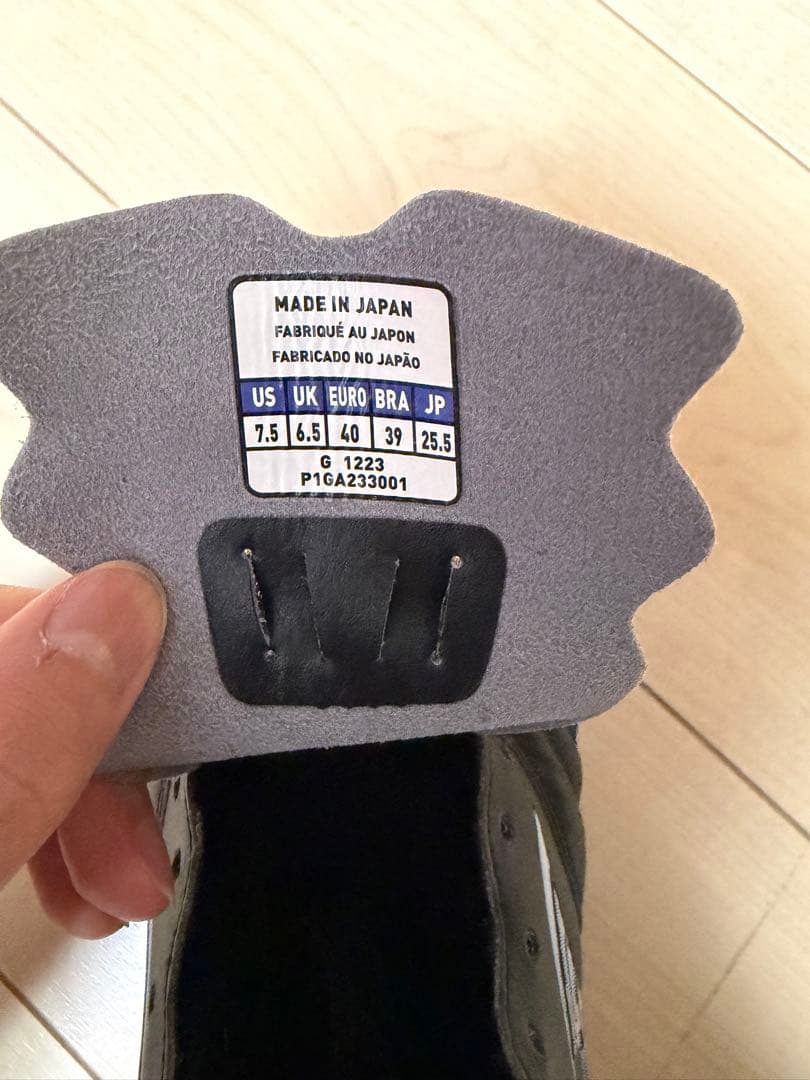 MADE IN JAPAN
FABRIQUÉ AU JAPON
FABRICADO NO JAPÃO
US UK EURO BRA JP
7.5 6.5 40 39 25.5
G 1223
P1GA233001